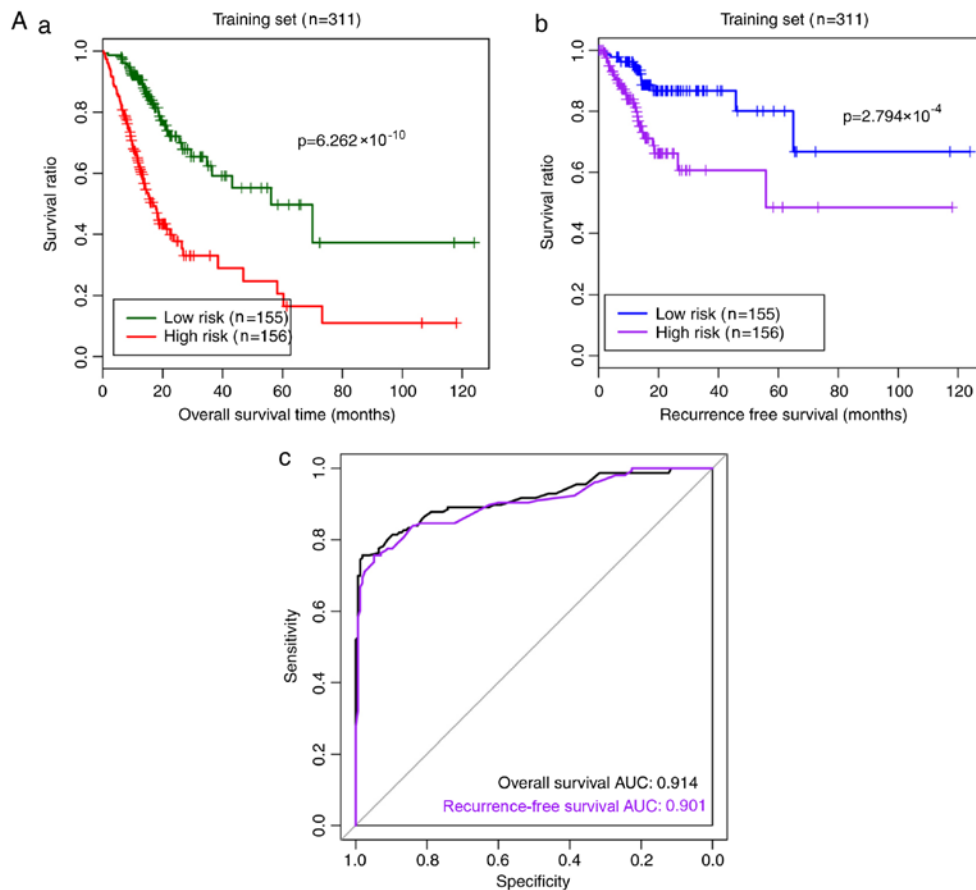 A a
Training set (n=311)
Survival ratio
1.0
0.8
0.6
0.4
0.2
0.0
p=6.262×10-10
Low risk (n=155)
High risk (n=156)
0 20 40 60 80 100 120
Overall survival time (months)
b
Training set (n=311)
Survival ratio
1.0
0.8
0.6
0.4
0.2
0.0
p=2.794×10-4
Low risk (n=155)
High risk (n=156)
0 20 40 60 80 100 120
Recurrence free survival (months)
c
Sensitivity
1.0
0.8
0.6
0.4
0.2
0.0
Overall survival AUC: 0.914
Recurrence-free survival AUC: 0.901
1.0 0.8 0.6 0.4 0.2 0.0
Specificity